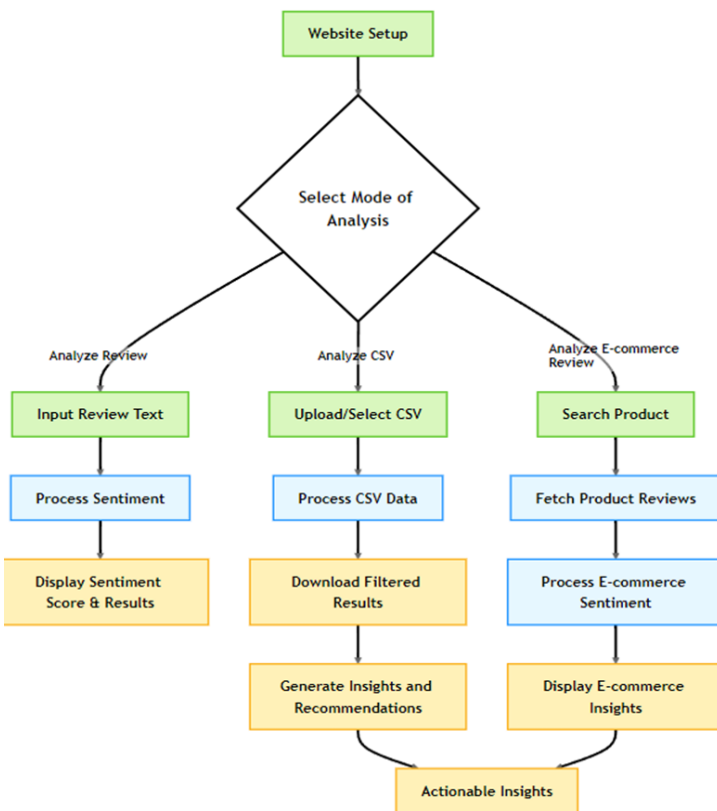 Website Setup
Select Mode of
Analysis
Analyze Review
Analyze CSV
Analyze E-commerce
Review
Input Review Text
Upload/Select CSV
Search Product
Process Sentiment
Process CSV Data
Fetch Product Reviews
Display Sentiment
Score & Results
Download Filtered
Results
Process E-commerce
Sentiment
Generate Insights and
Recommendations
Display E-commerce
Insights
Actionable Insights